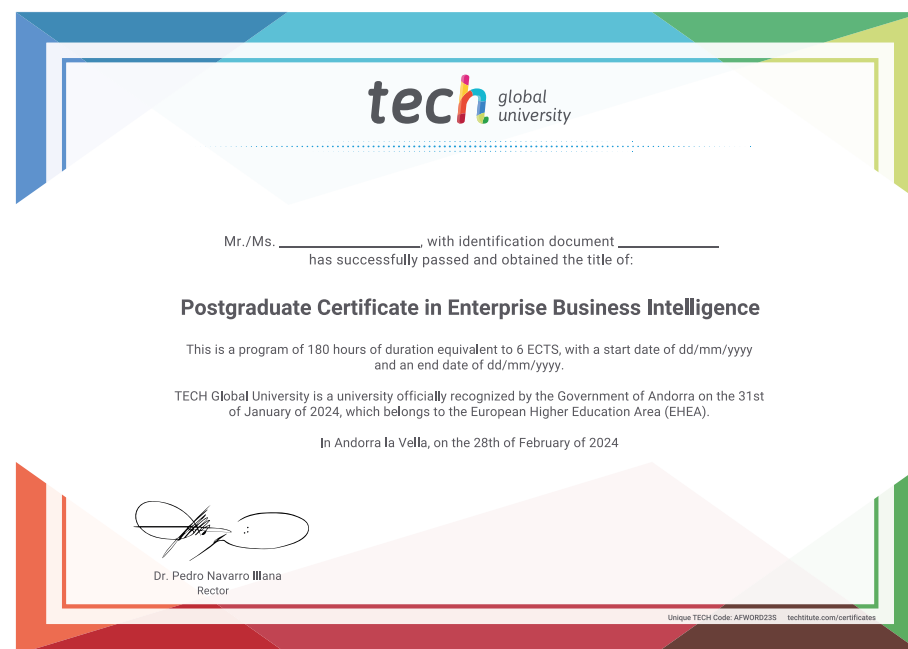 tech global
university
Mr./Ms. ____________________, with identification document ______________
has successfully passed and obtained the title of:
Postgraduate Certificate in Enterprise Business Intelligence
This is a program of 180 hours of duration equivalent to 6 ECTS, with a start date of dd/mm/yyyy
and an end date of dd/mm/yyyy.
TECH Global University is a university officially recognized by the Government of Andorra on the 31st
of January of 2024, which belongs to the European Higher Education Area (EHEA).
In Andorra la Vella, on the 28th of February of 2024
Dr. Pedro Navarro Illana
Rector
Unique TECH Code: AFWORD23S techtitute.com/certificates